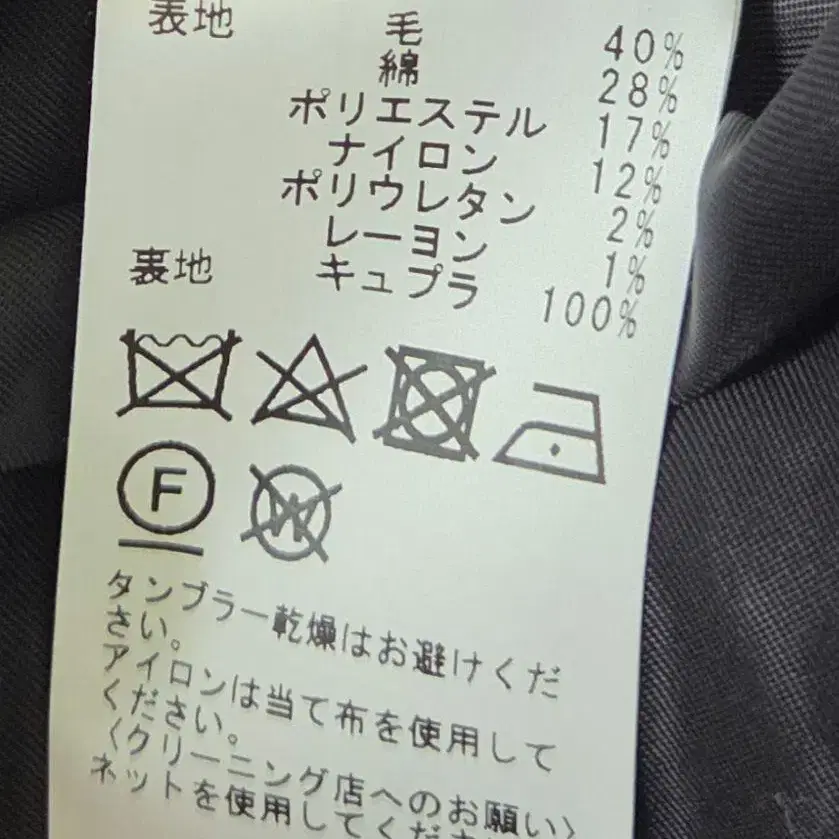 表地 毛 40%
綿 28%
ポリエステル 17%
ナイロン 12%
ポリウレタン 2%
レーヨン 1%
裏地 キュプラ 100%
F W
タンブラー乾燥はお避けくだ
さい。
アイロンは当て布を使用して
ください。
〈クリーニング店へのお願い〉
ネットを使用してくだ